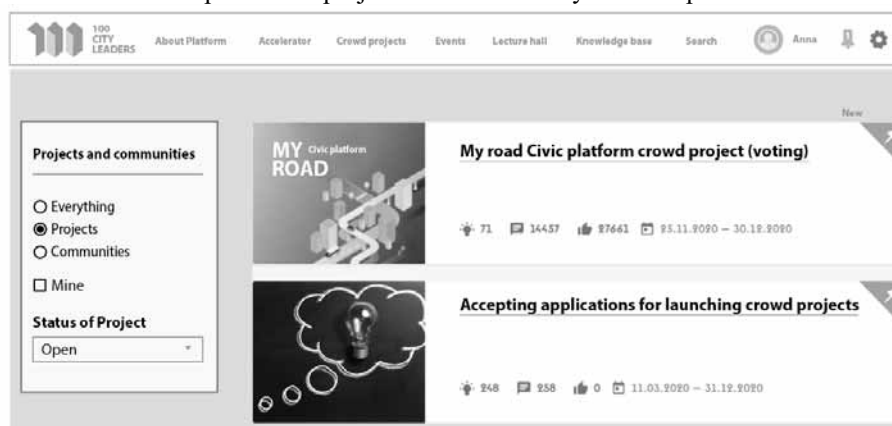 100
CITY
LEADERS
About Platform
Accelerator
Crowd projects
Events
Lecture hall
Knowledge base
Search
Anna
New
Projects and communities
Everything
Projects
Communities
Mine
Status of Project
Open
MY Civic platform
ROAD
My road Civic platform crowd project (voting)
71 14457 27661 25.11.2020 – 30.12.2020
Accepting applications for launching crowd projects
248 258 0 11.03.2020 – 31.12.2020